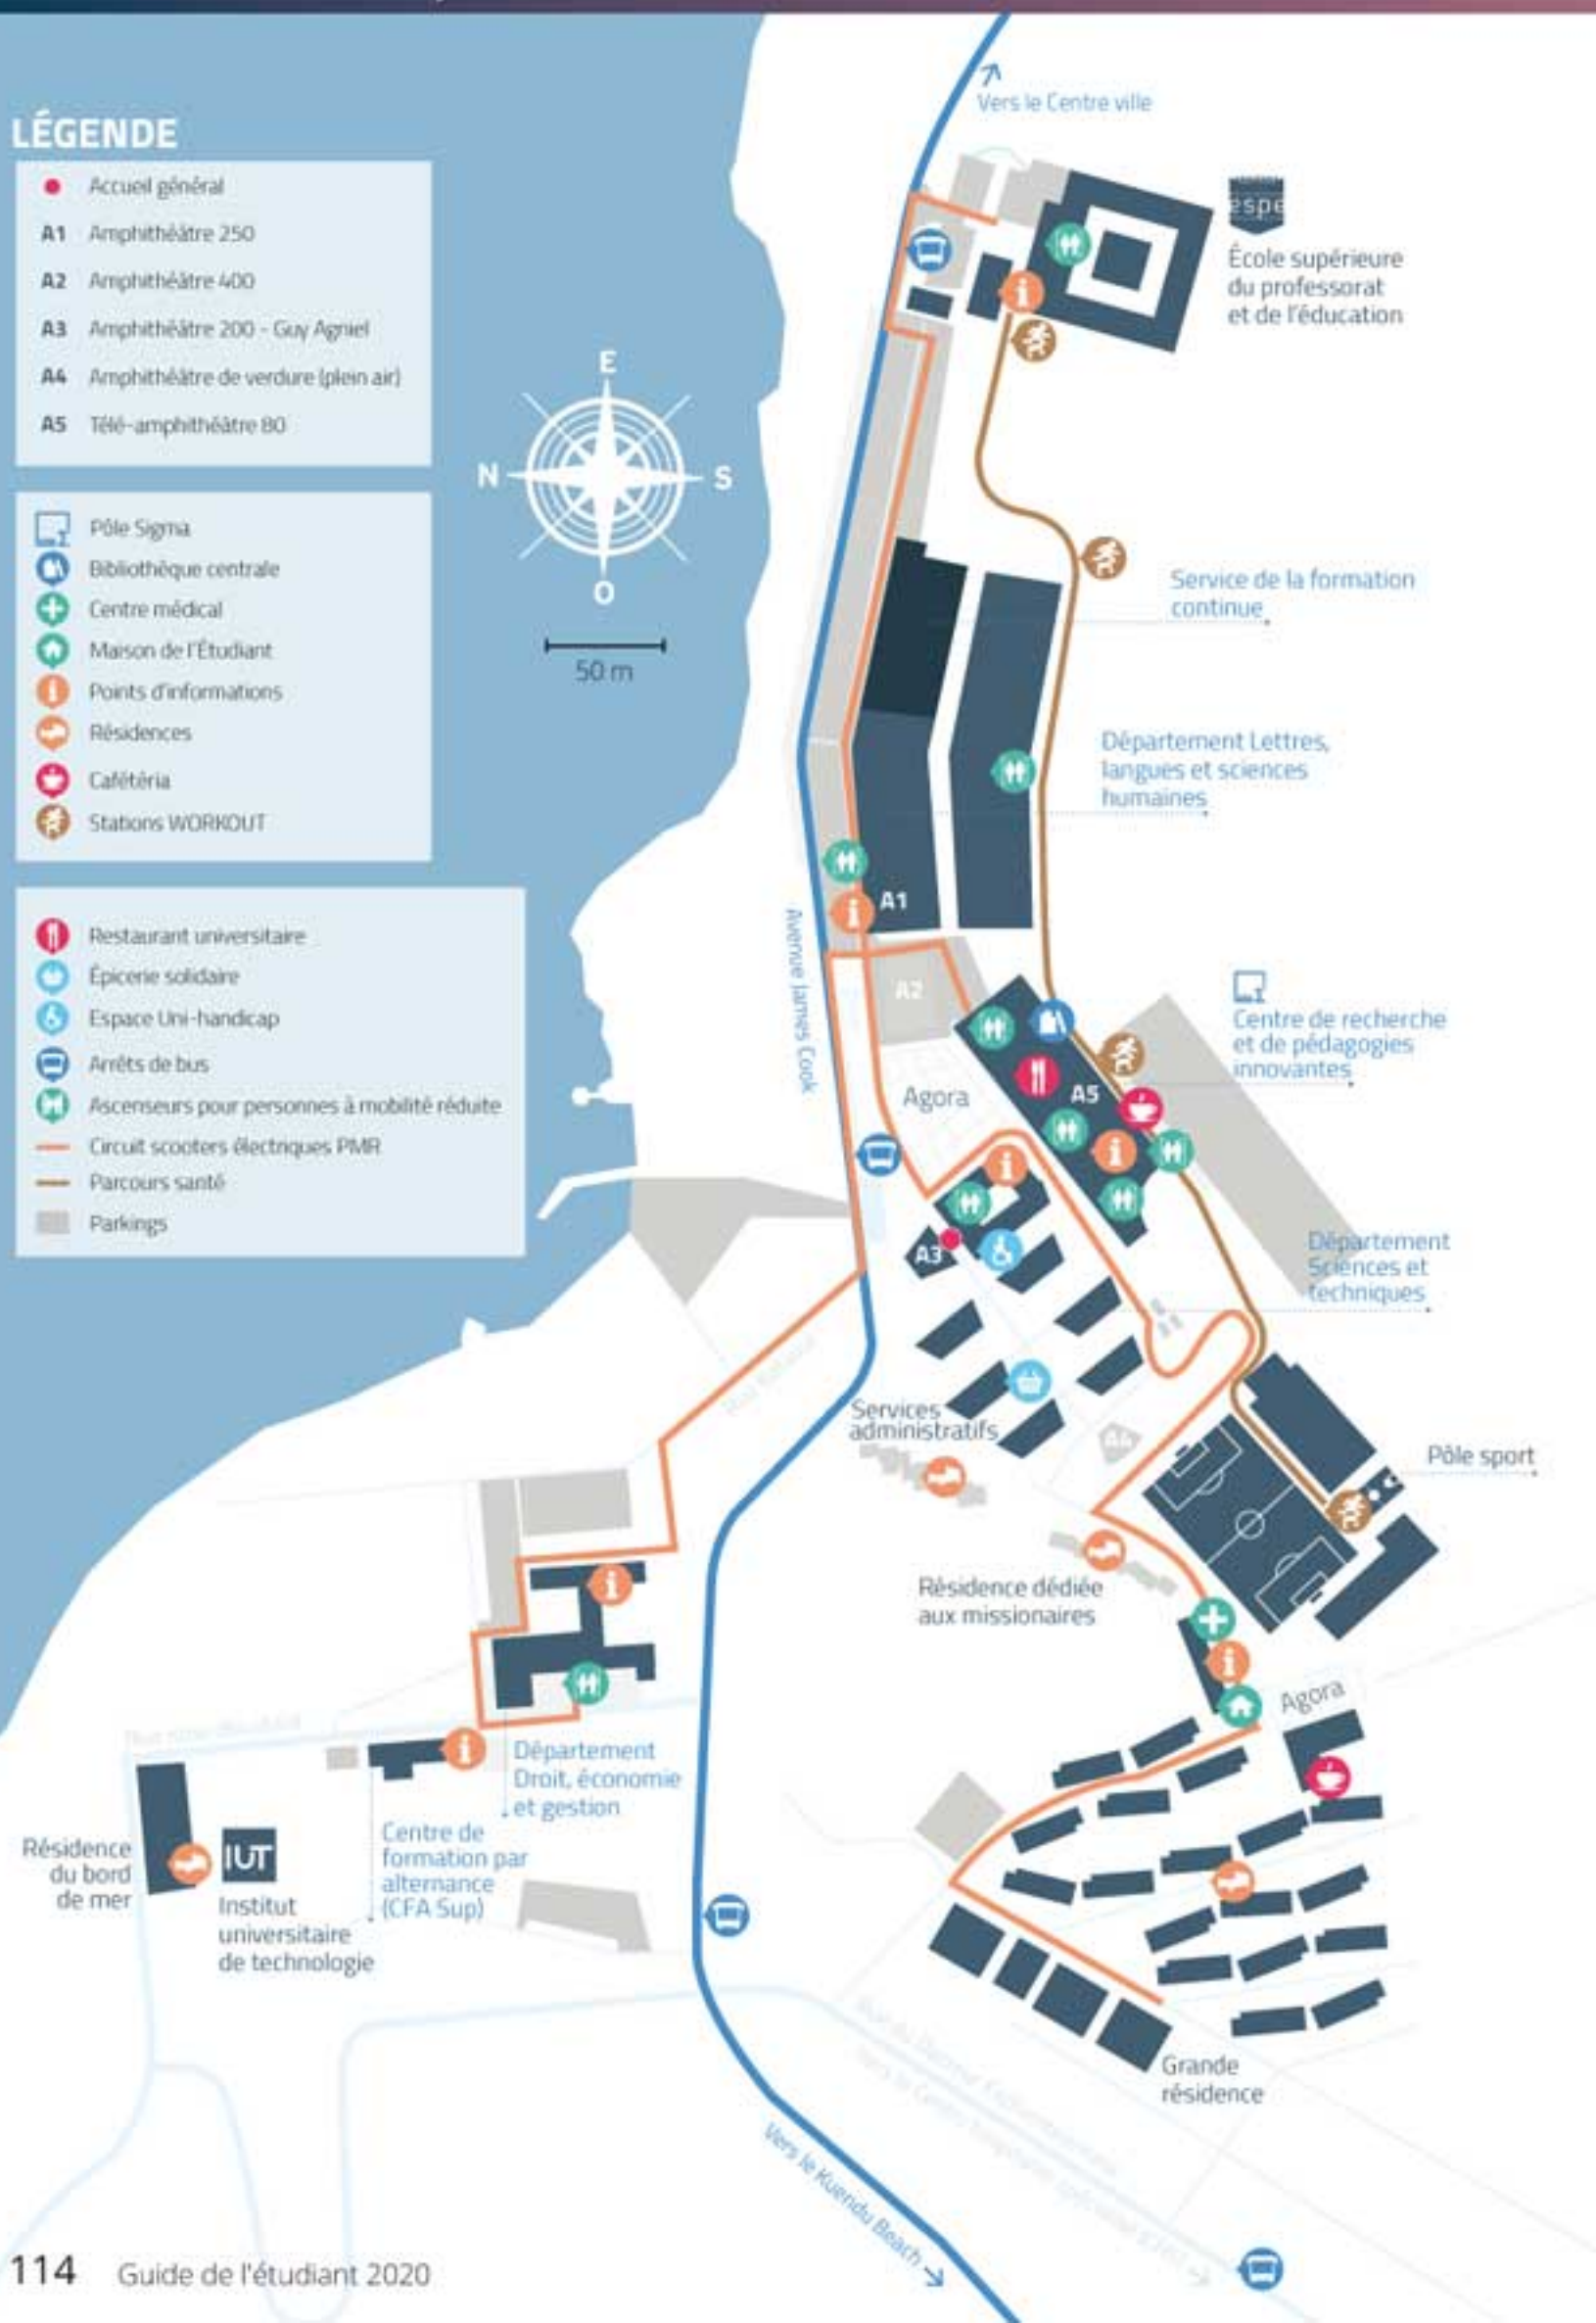 LÉGENDE
Accueil général
A1 Amphithéâtre 250
A2 Amphithéâtre 400
A3 Amphithéâtre 200 - Guy Agniel
A4 Amphithéâtre de verdure (plein air)
A5 Télé-amphithéâtre 80
Pôle Sigma
Bibliothèque centrale
Centre médical
Maison de l'Étudiant
Points d'informations
Résidences
Cafétéria
Stations WORKOUT
Restaurant universitaire
Épicerie solidaire
Espace Uni-handicap
Arrêts de bus
Ascenseurs pour personnes à mobilité réduite
Circuit scooters électriques PMR
Parcours santé
Parkings
E
N
S
O
50 m
Vers le Centre ville
espe
École supérieure
du professorat
et de l'éducation
Service de la formation
continue
Département Lettres,
langues et sciences
humaines
A1
A2
Avenue James Cook
Agora
A5
Centre de recherche
et de pédagogies
innovantes
A3
Département
Sciences et
techniques
Services
administratifs
A4
Pôle sport
Résidence dédiée
aux missionaires
Agora
Département
Droit, économie
et gestion
Centre de
formation par
alternance
(CFA Sup)
Résidence
du bord
de mer
IUT
Institut
universitaire
de technologie
Grande
résidence
Vers le Kuendu Beach
114 Guide de l'étudiant 2020